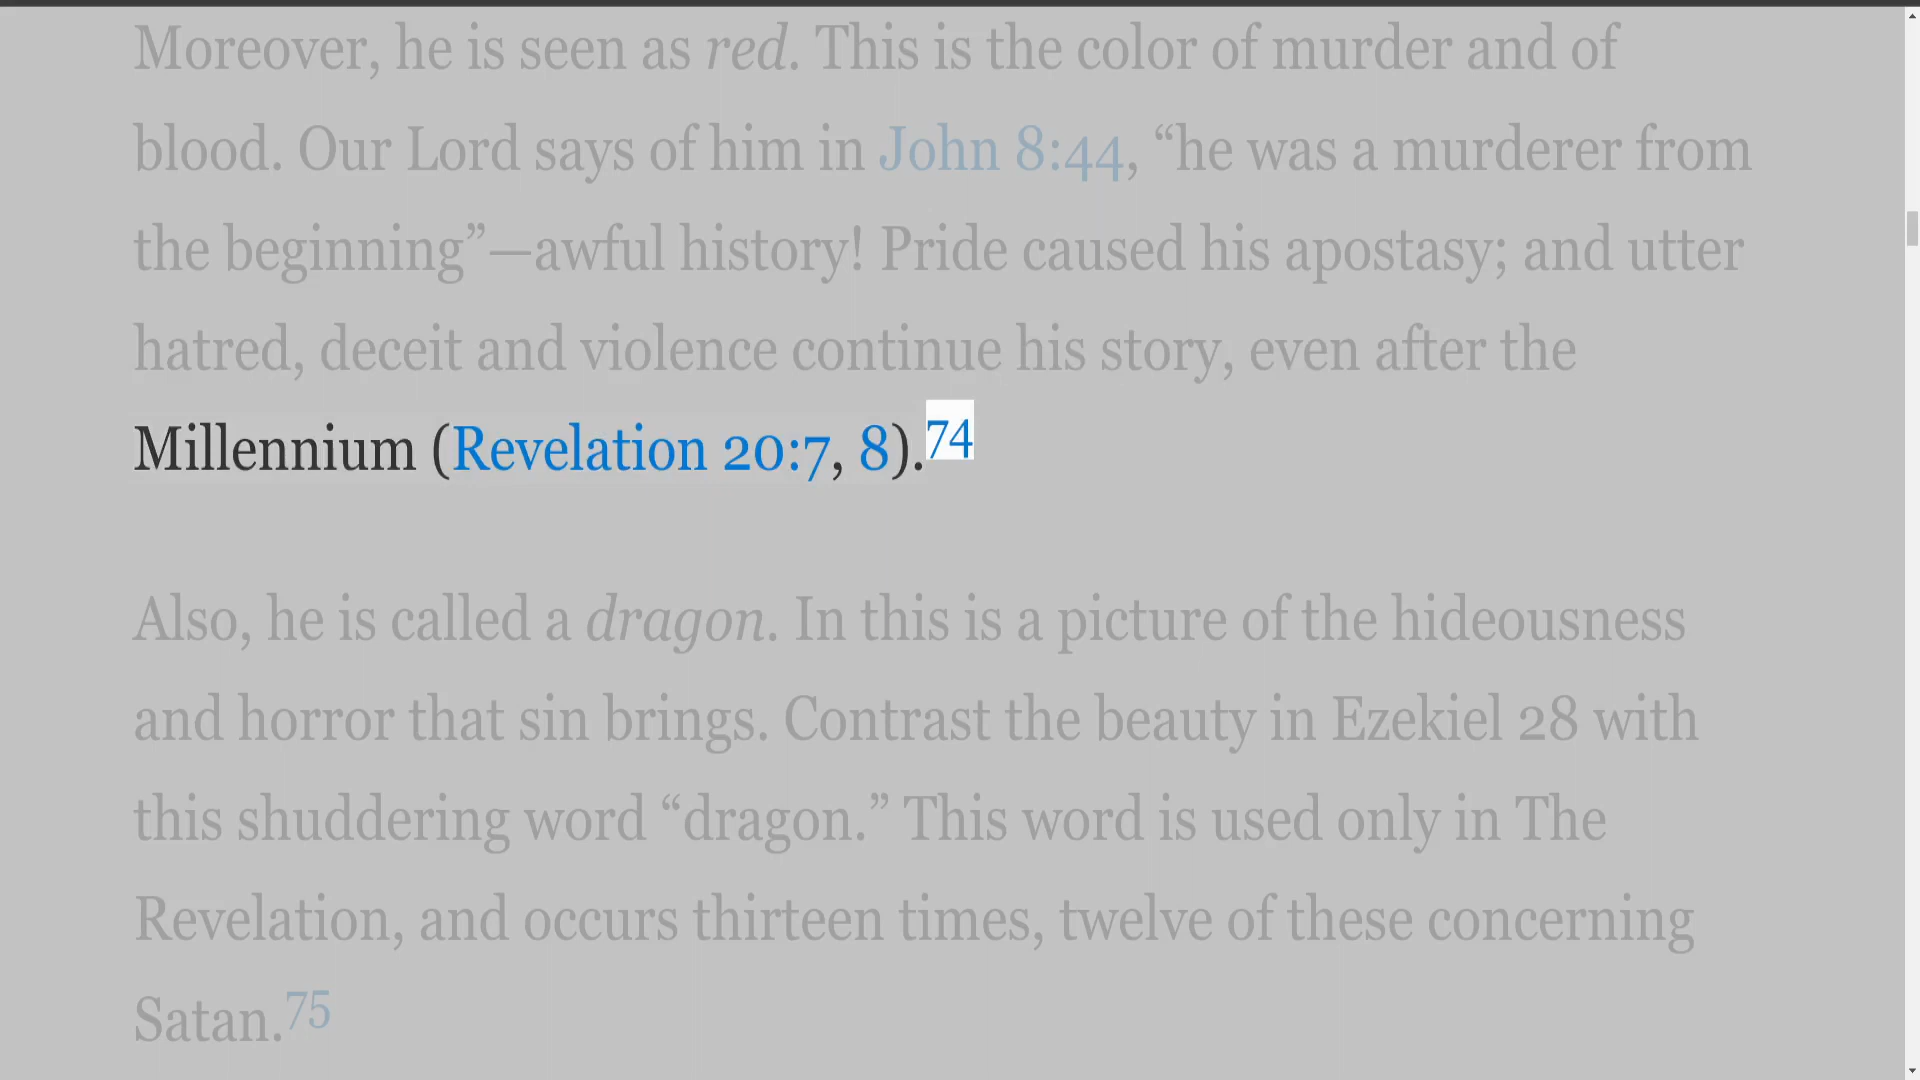 Moreover, he is seen as red. This is the color of murder and of
blood. Our Lord says of him in John 8:44, “he was a murderer from
the beginning”—awful history! Pride caused his apostasy; and utter
hatred, deceit and violence continue his story, even after the
Millennium (Revelation 20:7, 8).74
Also, he is called a dragon. In this is a picture of the hideousness
and horror that sin brings. Contrast the beauty in Ezekiel 28 with
this shuddering word “dragon.” This word is used only in The
Revelation, and occurs thirteen times, twelve of these concerning
Satan.75